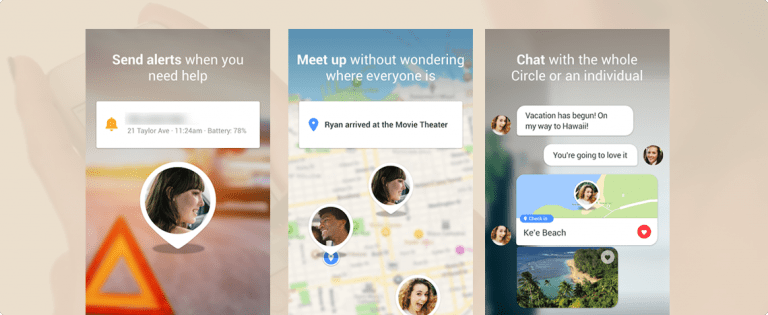 Send alerts when you
need help
21 Taylor Ave · 11:24am · Battery: 78%
Meet up without wondering
where everyone is
Ryan arrived at the Movie Theater
Chat with the whole
Circle or an individual
Vacation has begun! On
my way to Hawaii!
You're going to love it
Check in
Ke'e Beach